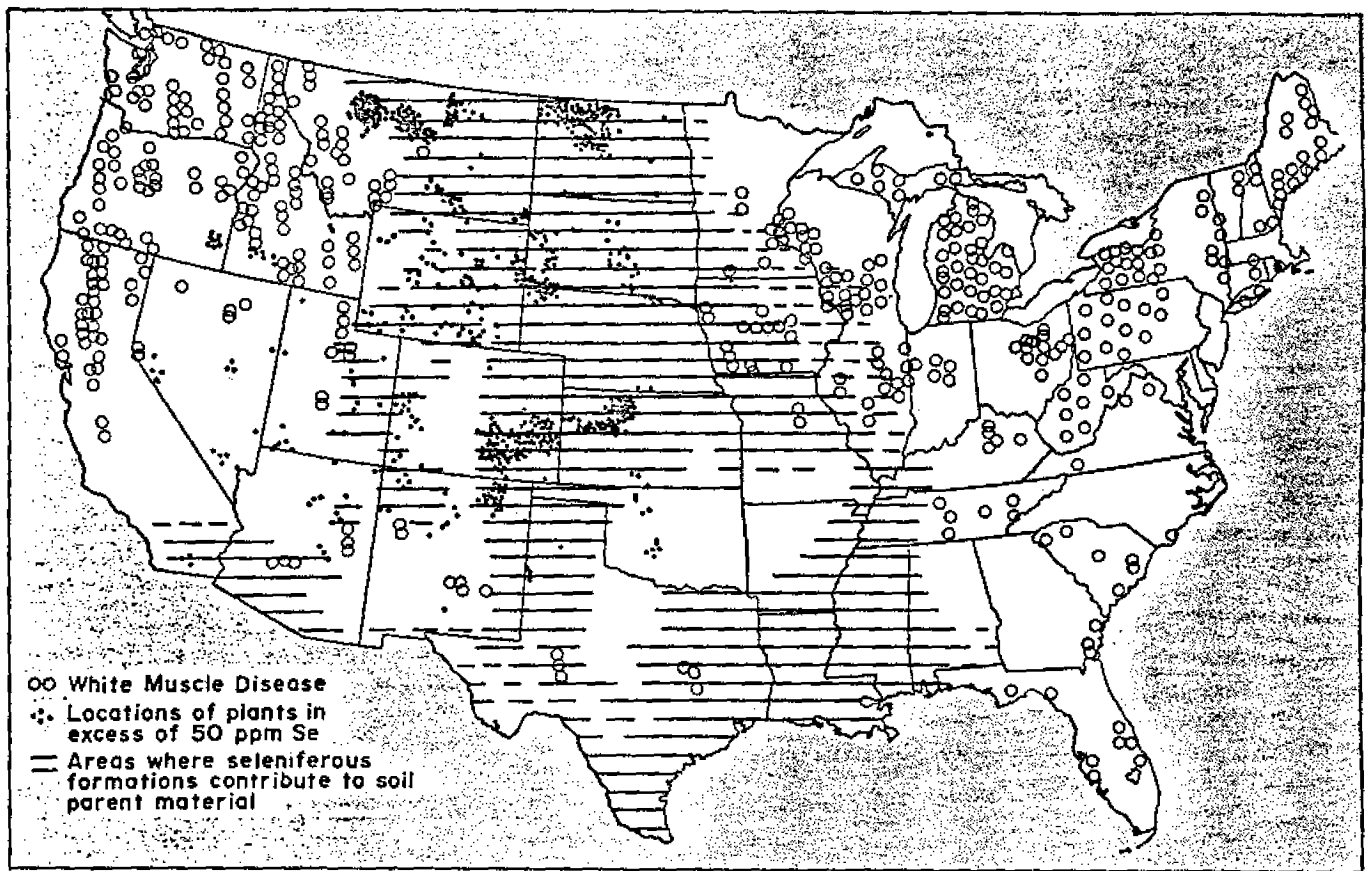 White Muscle Disease
Locations of plants in
excess of 50 ppm Se
Areas where seleniferous
formations contribute to soil
parent material